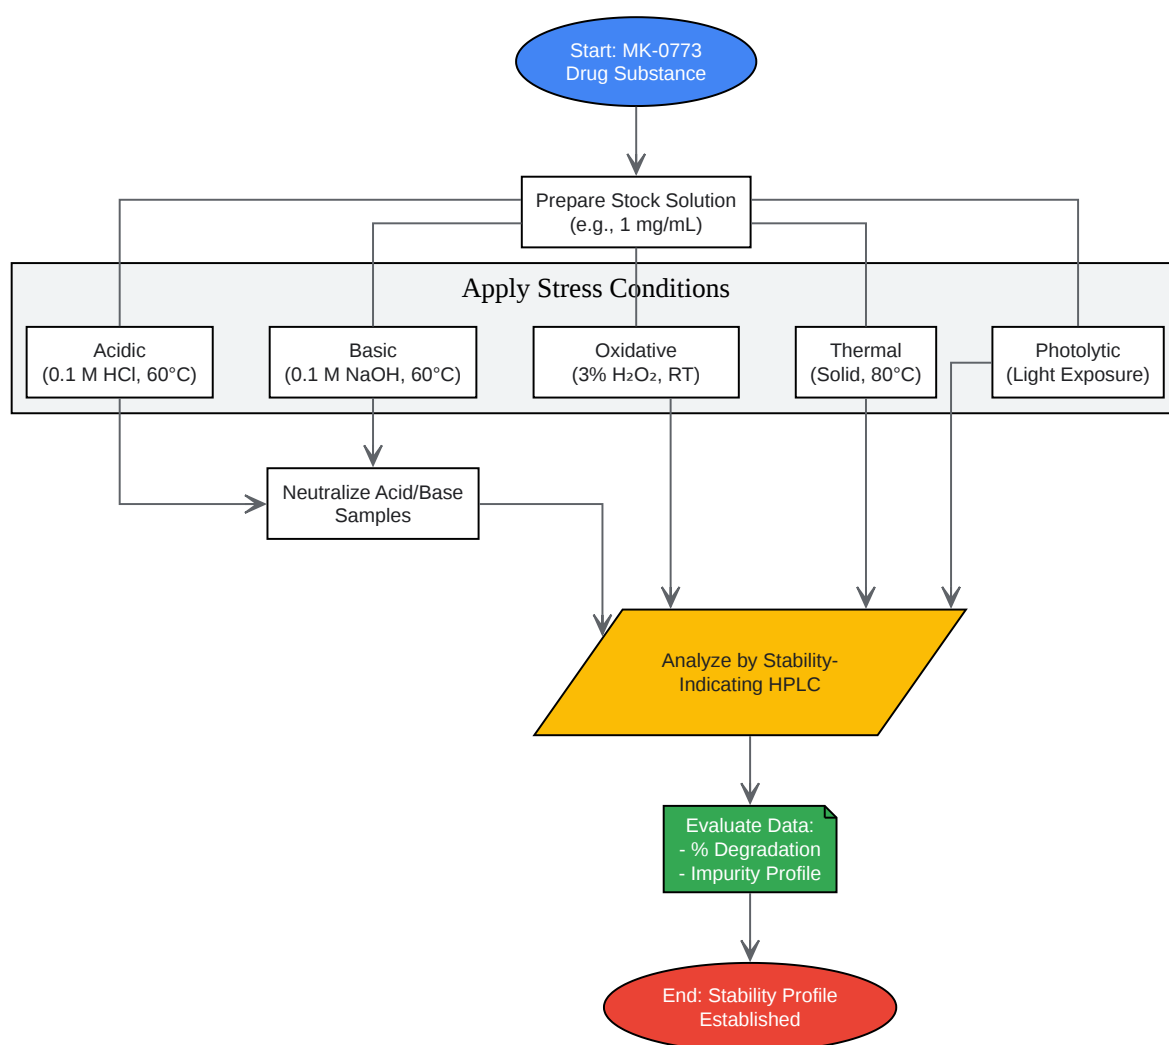 Start: MK-0773
Drug Substance
Prepare Stock Solution
(e.g., 1 mg/mL)
Apply Stress Conditions
Acidic
(0.1 M HCl, 60°C)
Basic
(0.1 M NaOH, 60°C)
Oxidative
(3% H₂O₂, RT)
Thermal
(Solid, 80°C)
Photolytic
(Light Exposure)
Neutralize Acid/Base
Samples
Analyze by Stability-
Indicating HPLC
Evaluate Data:
- % Degradation
- Impurity Profile
End: Stability Profile
Established